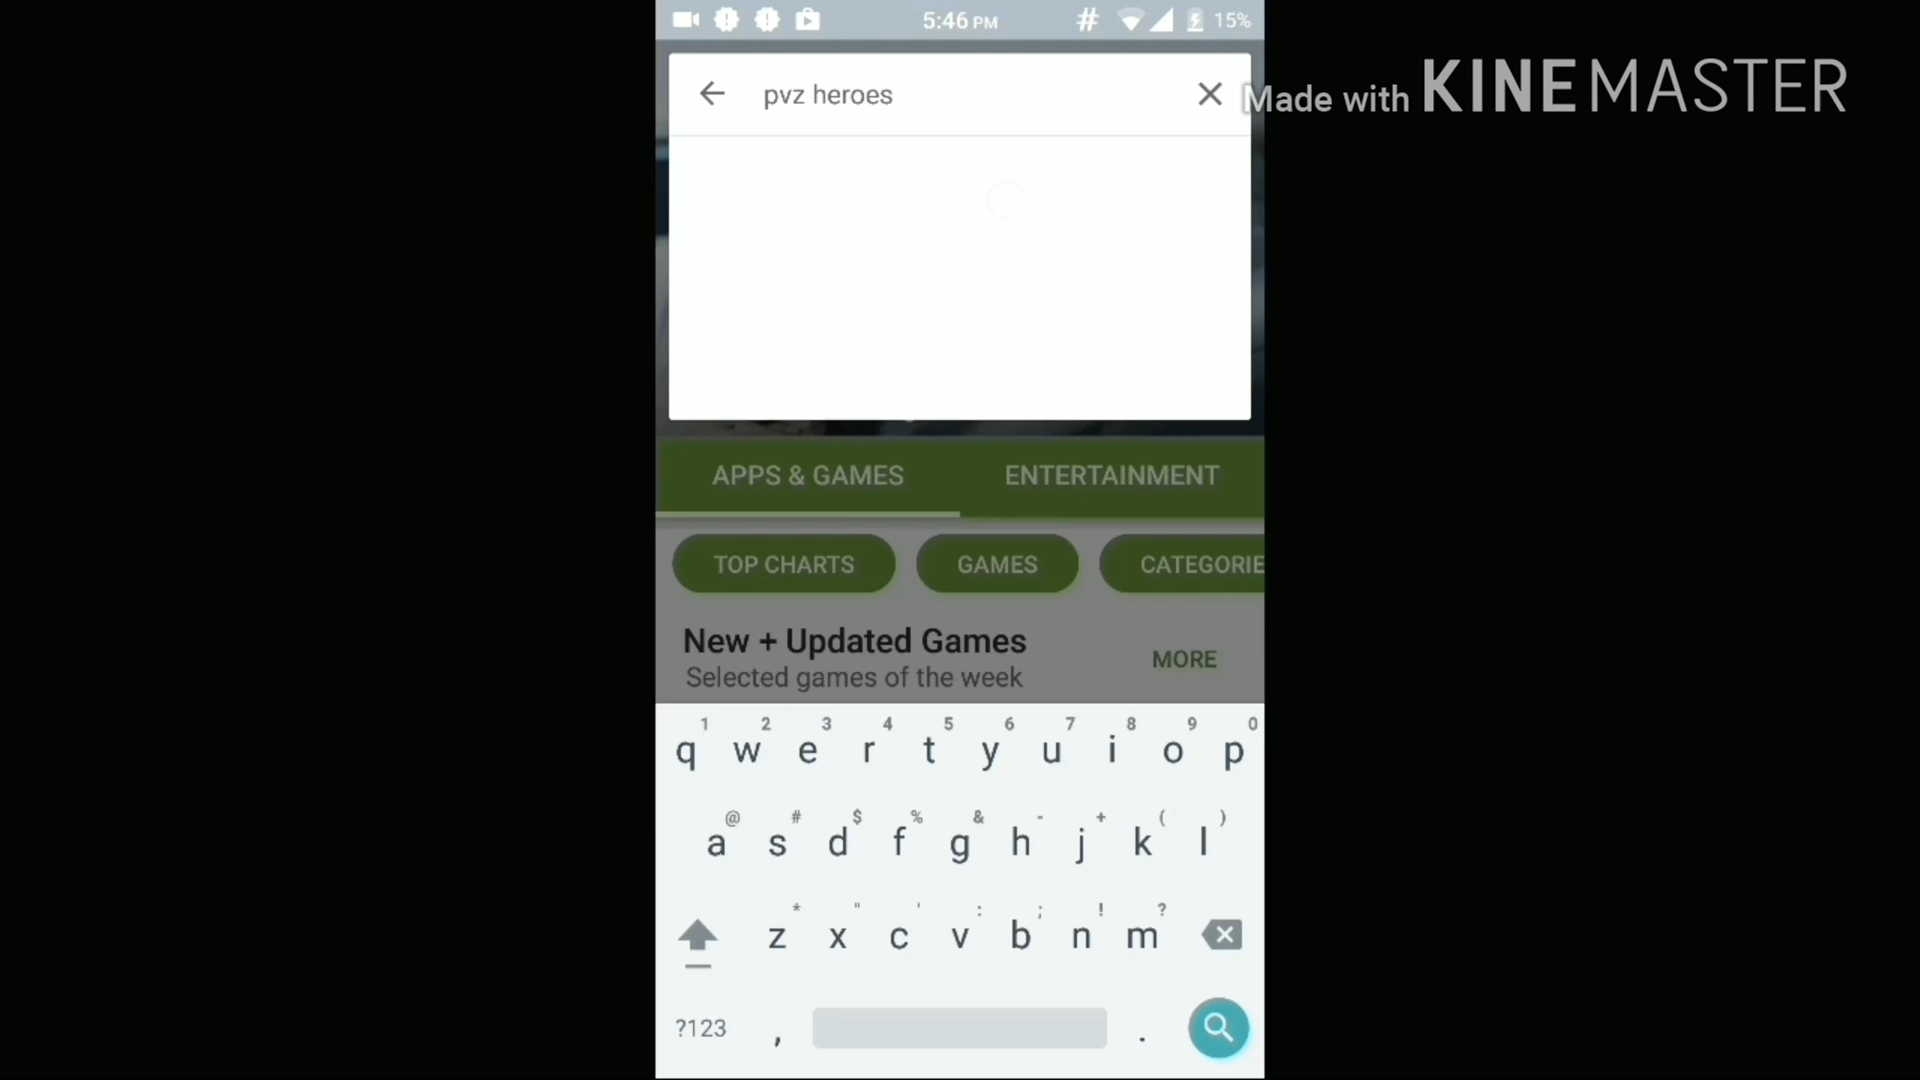 5:46 PM
15%
pvz heroes
Made with KINEMASTER
APPS & GAMES
ENTERTAINMENT
TOP CHARTS
GAMES
CATEGORIE
New + Updated Games
Selected games of the week
MORE
1 2 3 4 5 6 7 8 9 0
q w e r t y u i o p
@ # $ % & - + ( )
a s d f g h j k l
* " ' : ; ! ?
z x c v b n m
?123 , .